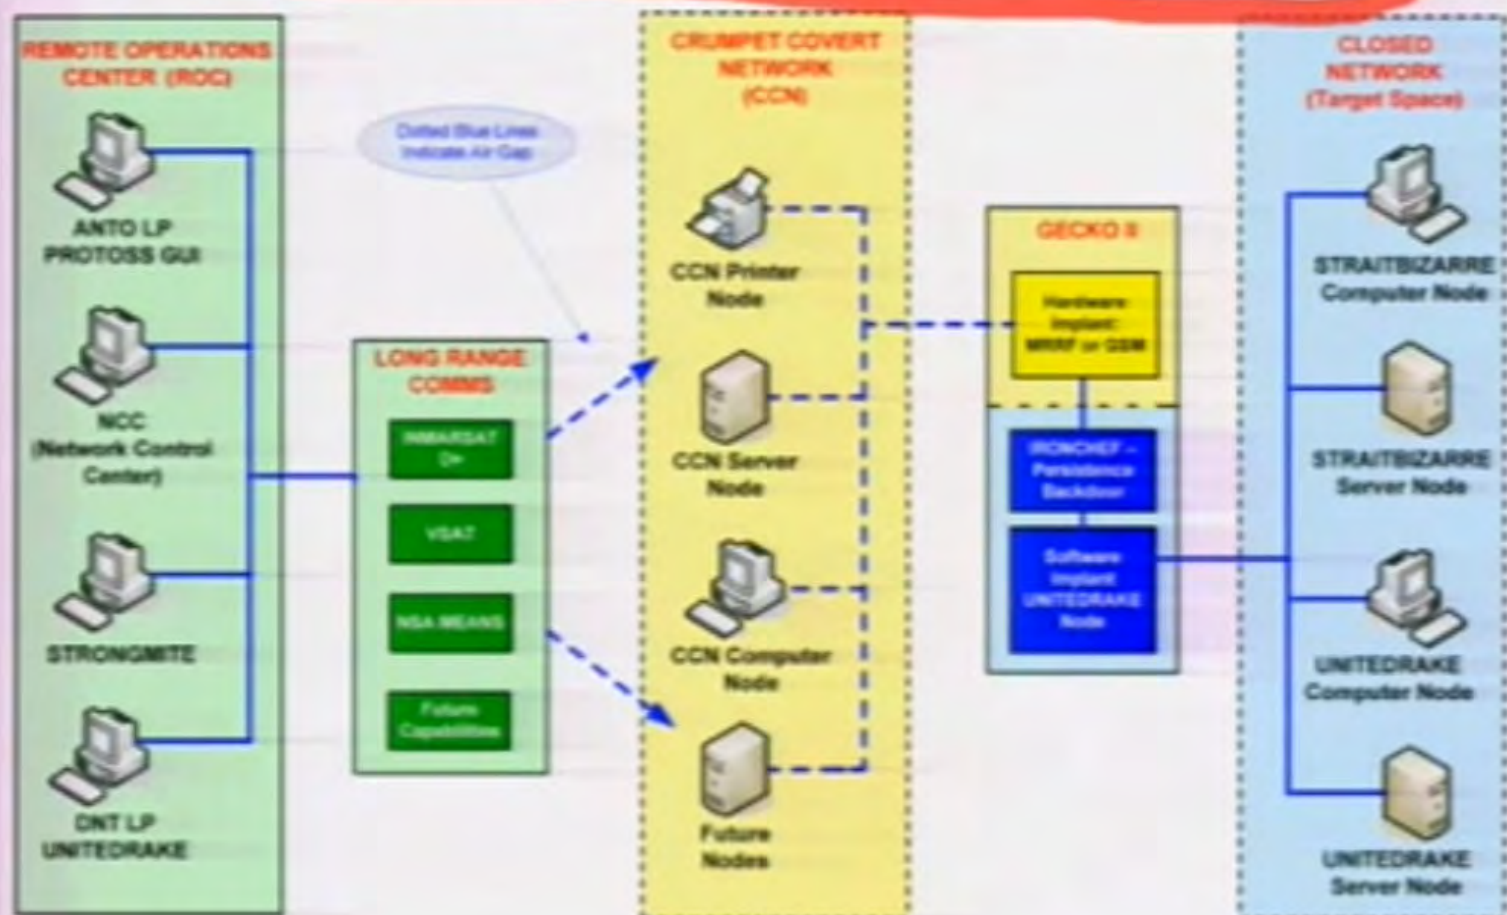 REMOTE OPERATIONS
CENTER (ROC)
ANTO LP
PROTOSS GUI
NCC
(Network Control
Center)
STRONGMITE
DNT LP
UNITEDRAKE
Dotted Blue Lines
Indicate Air Gap
LONG RANGE
COMMS
INMARSAT
D+
VSAT
NSA MEANS
Future
Capabilities
CRUMPET COVERT
NETWORK
(CCN)
CCN Printer
Node
CCN Server
Node
CCN Computer
Node
Future
Nodes
GECKO II
Hardware
Implant:
MRRF or GSM
IRONCHEF –
Persistence
Backdoor
Software
Implant
UNITEDRAKE
Node
CLOSED
NETWORK
(Target Space)
STRAITBIZARRE
Computer Node
STRAITBIZARRE
Server Node
UNITEDRAKE
Computer Node
UNITEDRAKE
Server Node